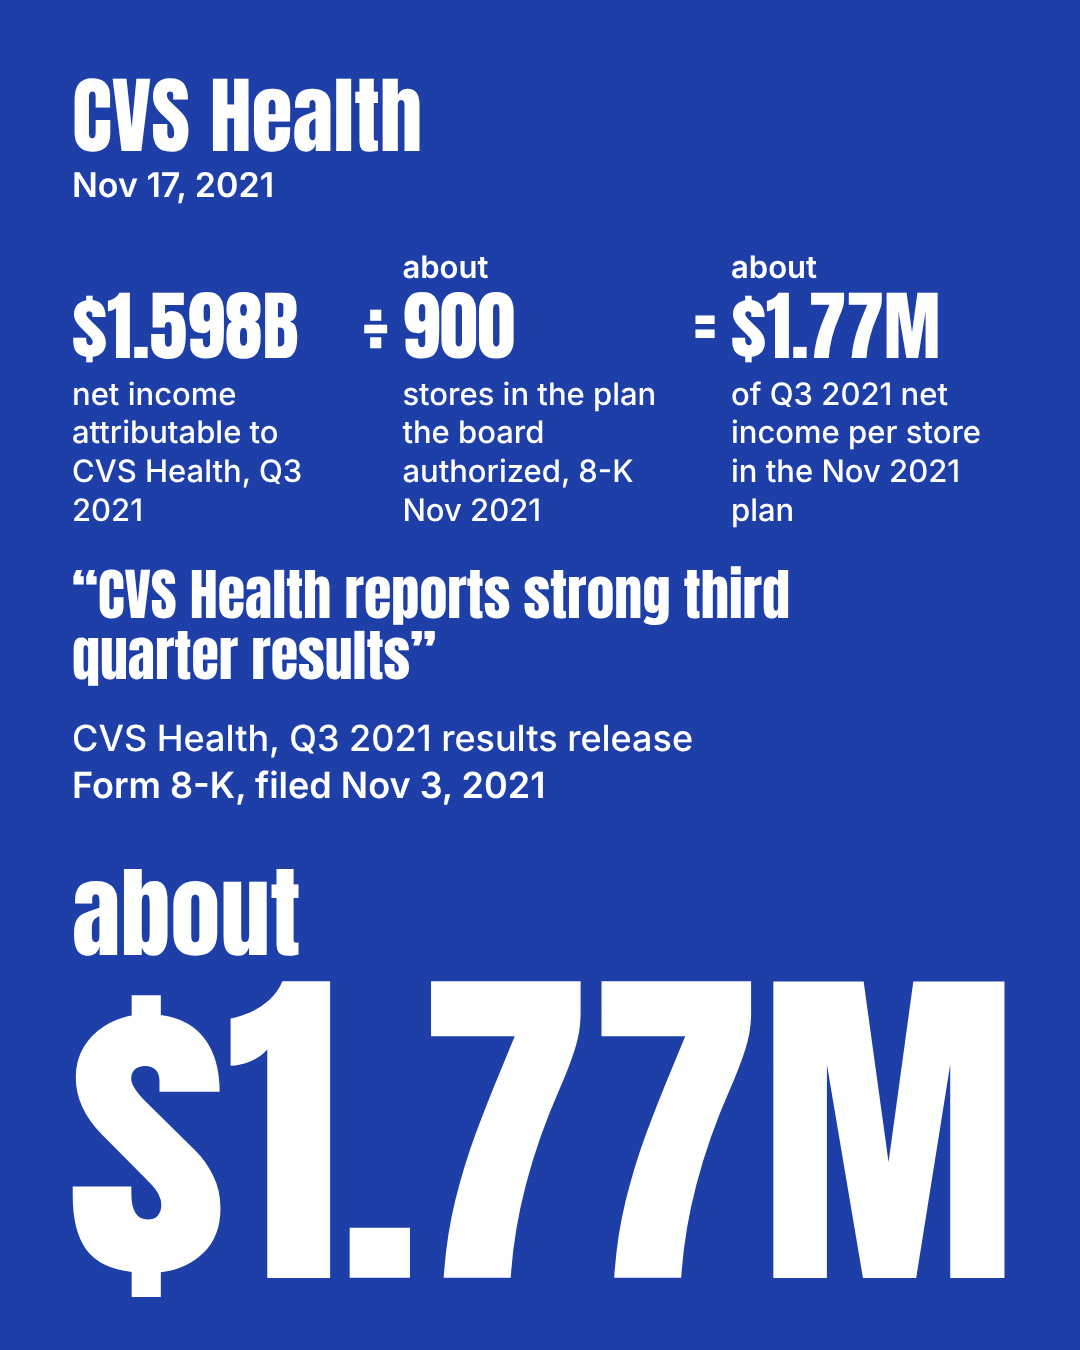 CVS Health
Nov 17, 2021
$1.598B
net income
attributable to
CVS Health, Q3
2021
÷
about
900
stores in the plan
the board
authorized, 8-K
Nov 2021
=
about
$1.77M
of Q3 2021 net
income per store
in the Nov 2021
plan
“CVS Health reports strong third
quarter results”
CVS Health, Q3 2021 results release
Form 8-K, filed Nov 3, 2021
about
$1.77M